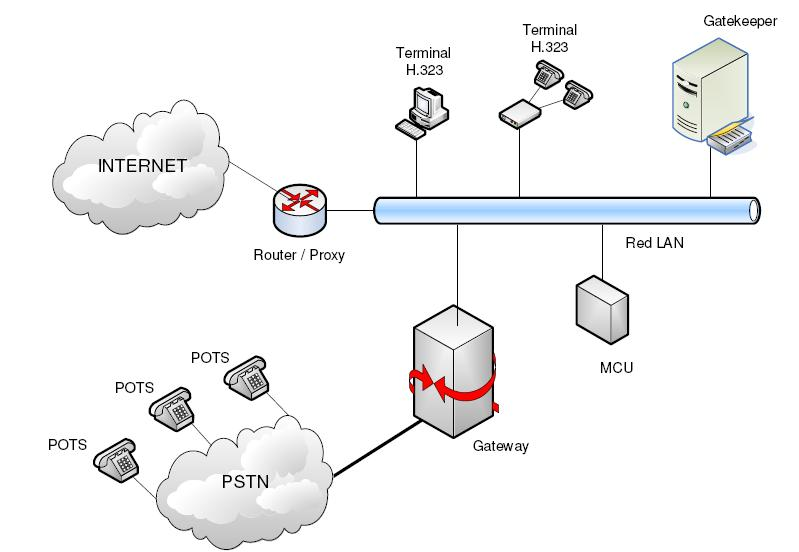 Gatekeeper
Terminal
H.323
Terminal
H.323
INTERNET
Router / Proxy
Red LAN
MCU
POTS
POTS
POTS
Gateway
PSTN